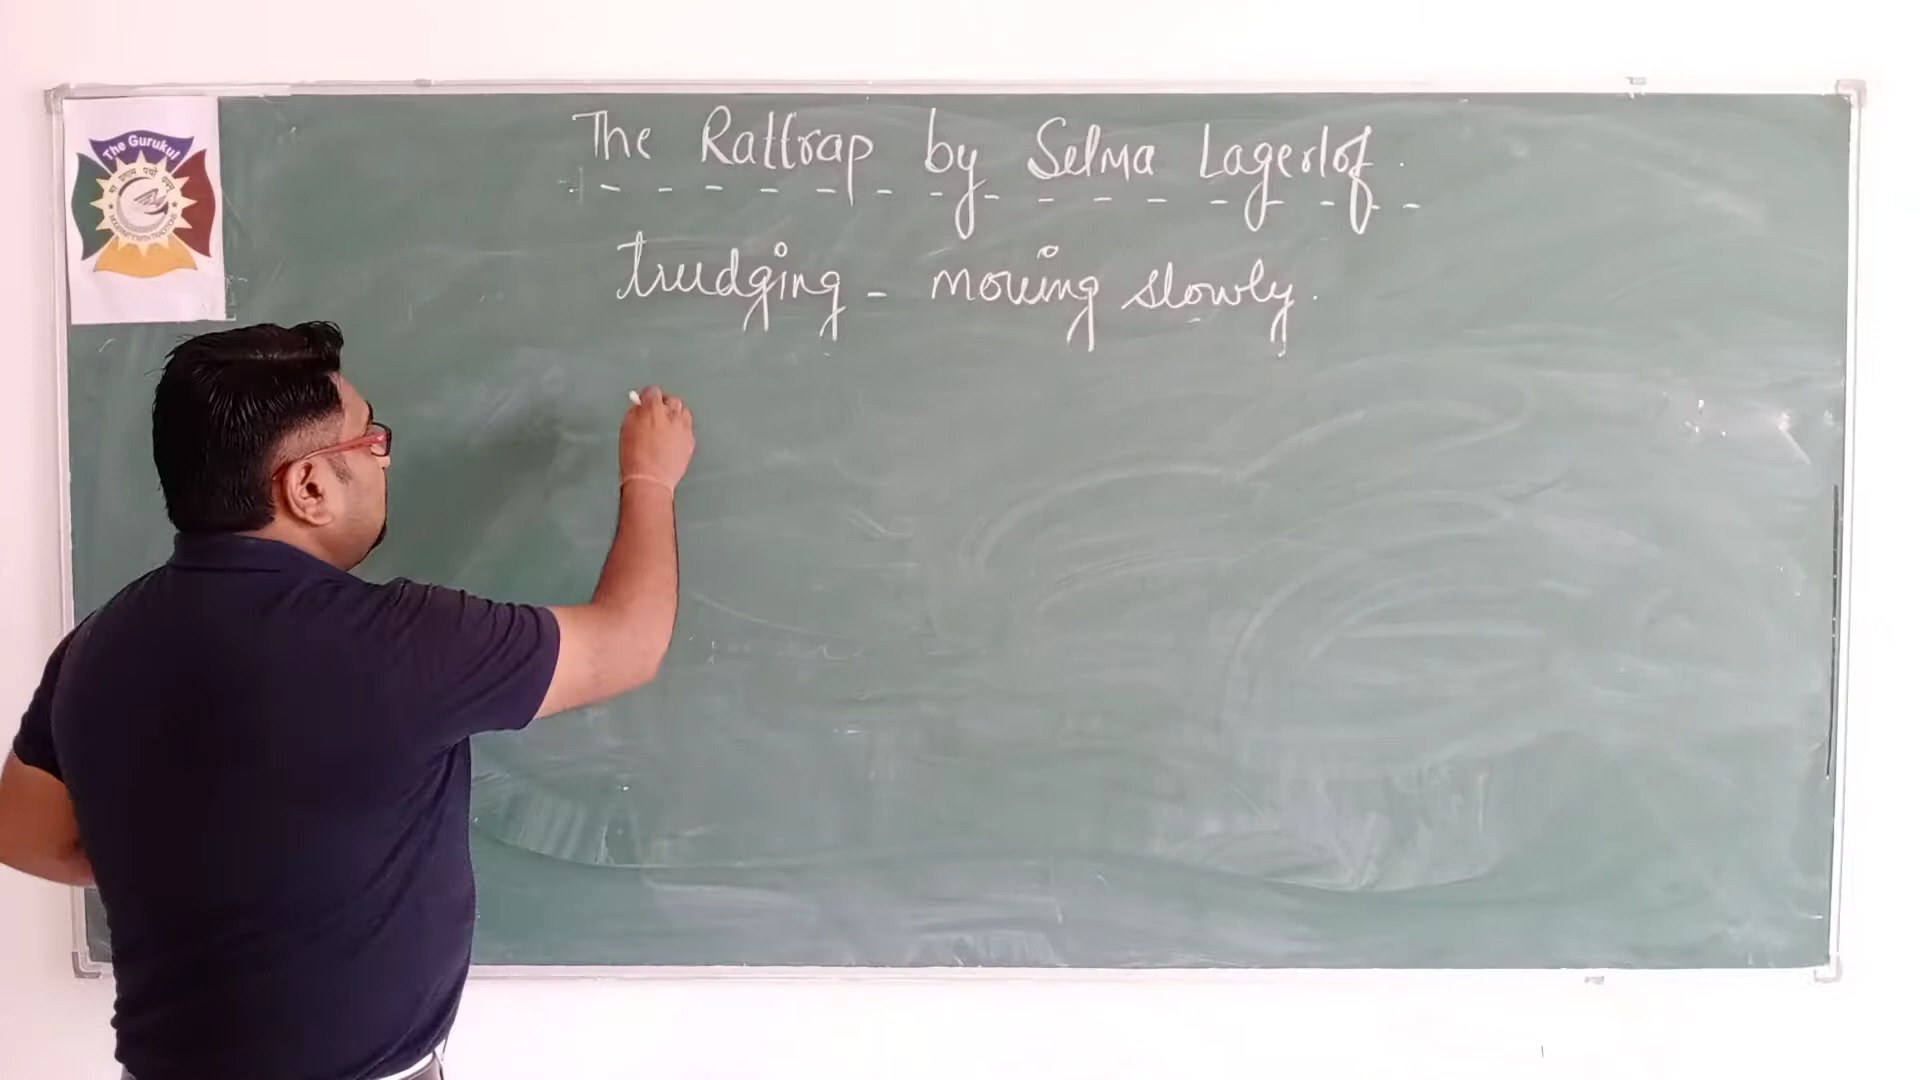 The Gurukul
The Rattrap by Selma Lagerlof.
trudging - moving slowly.